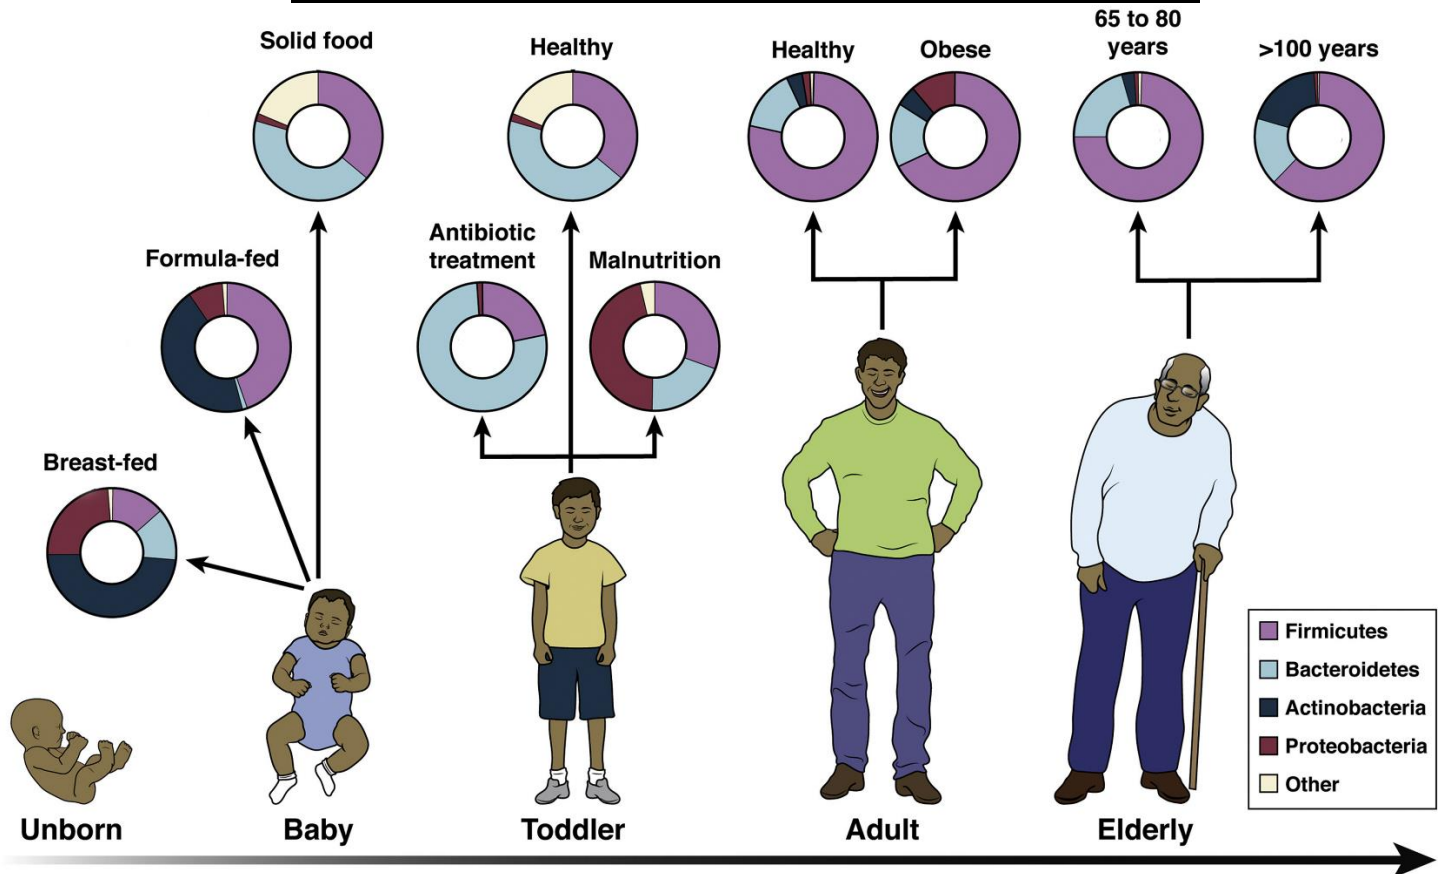 Solid food
Healthy
Healthy
Obese
65 to 80
years
>100 years
Formula-fed
Antibiotic
treatment
Malnutrition
Breast-fed
Firmicutes
Bacteroidetes
Actinobacteria
Proteobacteria
Other
Unborn
Baby
Toddler
Adult
Elderly